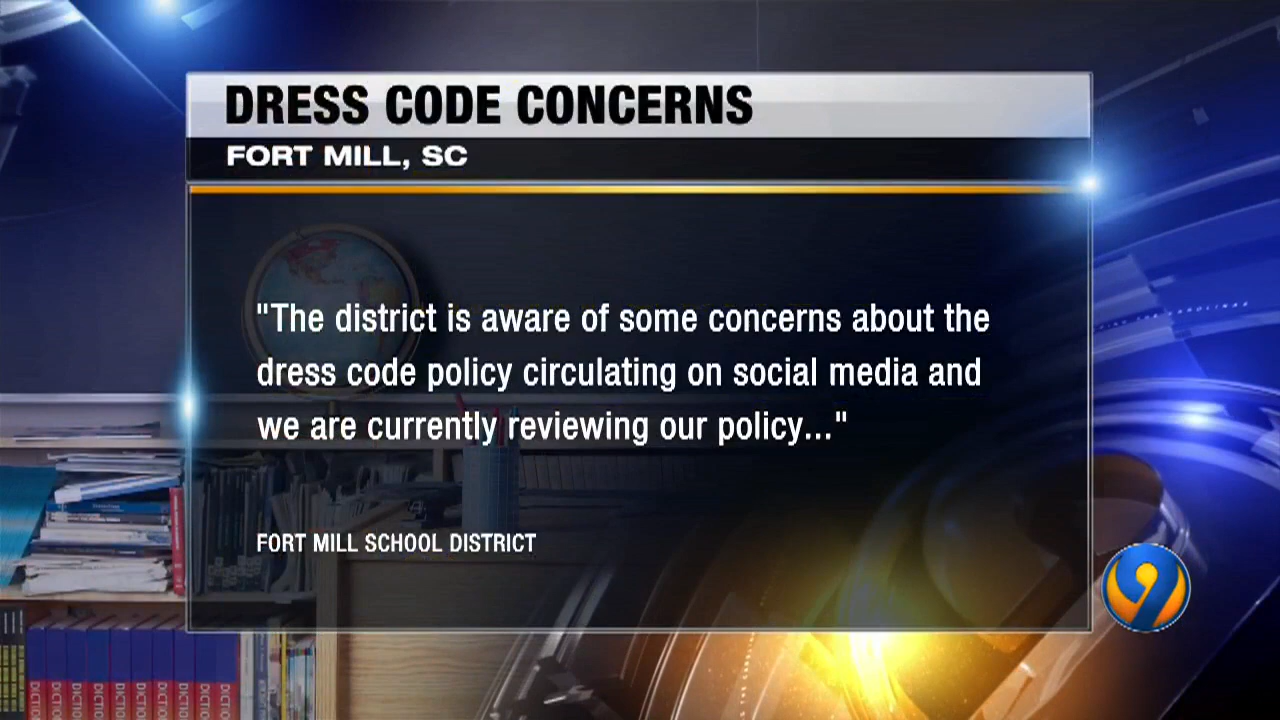 DRESS CODE CONCERNS
FORT MILL, SC
"The district is aware of some concerns about the
dress code policy circulating on social media and
we are currently reviewing our policy..."
FORT MILL SCHOOL DISTRICT
9